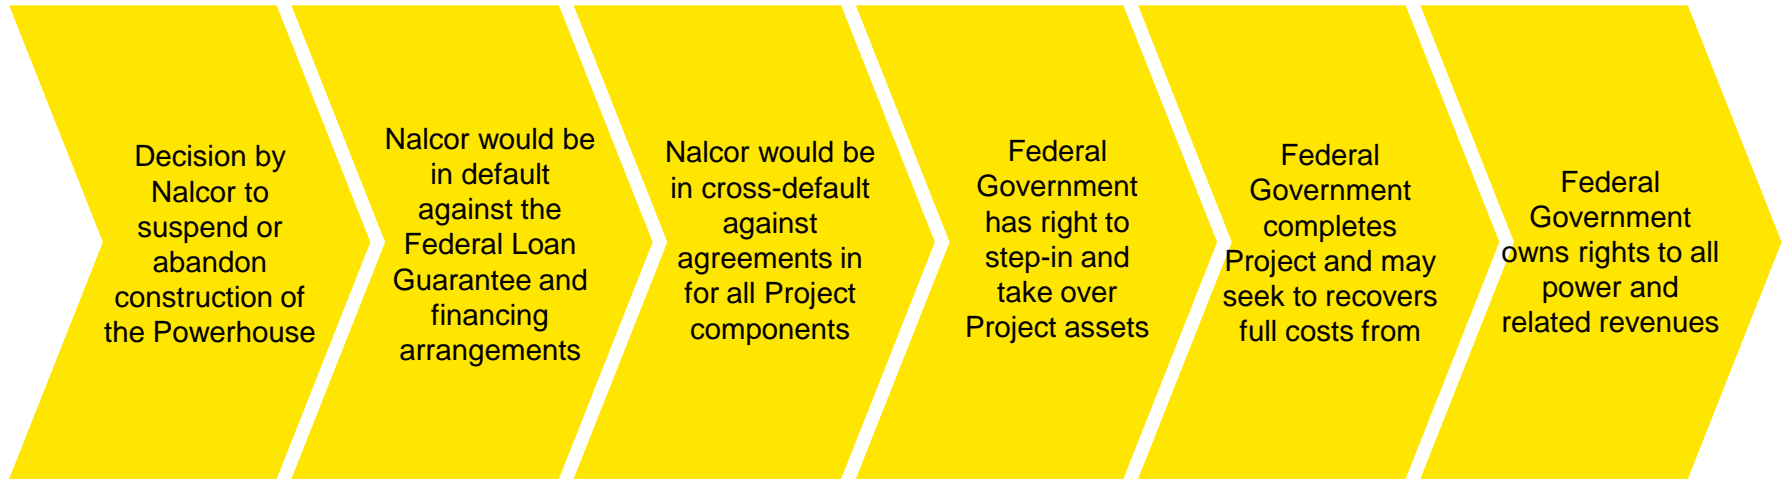 Decision by
Nalcor to
suspend or
abandon
construction of
the Powerhouse
Nalcor would be
in default
against the
Federal Loan
Guarantee and
financing
arrangements
Nalcor would be
in cross-default
against
agreements in
for all Project
components
Federal
Government
has right to
step-in and
take over
Project assets
Federal
Government
completes
Project and may
seek to recovers
full costs from
Federal
Government
owns rights to all
power and
related revenues